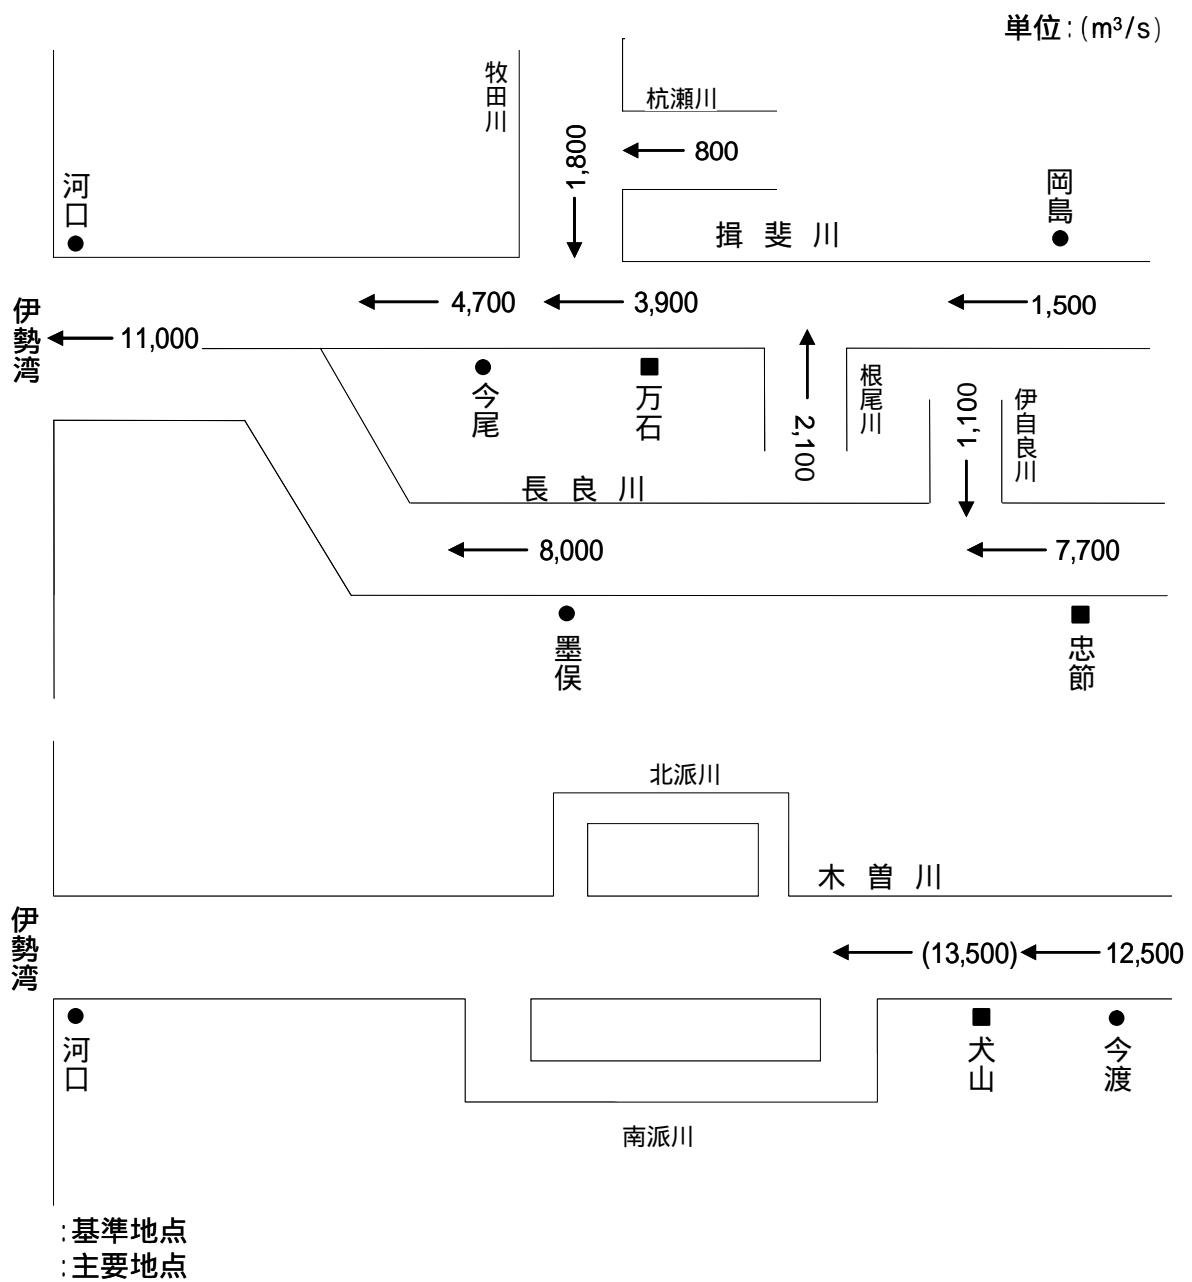 単位:(m³/s)
牧田川
杭瀬川
1,800
800
河口
岡島
揖斐川
伊勢湾
11,000
4,700
3,900
1,500
今尾
万石
2,100
根尾川
1,100
伊自良川
長良川
8,000
7,700
墨俣
忠節
北派川
木曽川
伊勢湾
(13,500)
12,500
河口
犬山
今渡
南派川
:基準地点
:主要地点